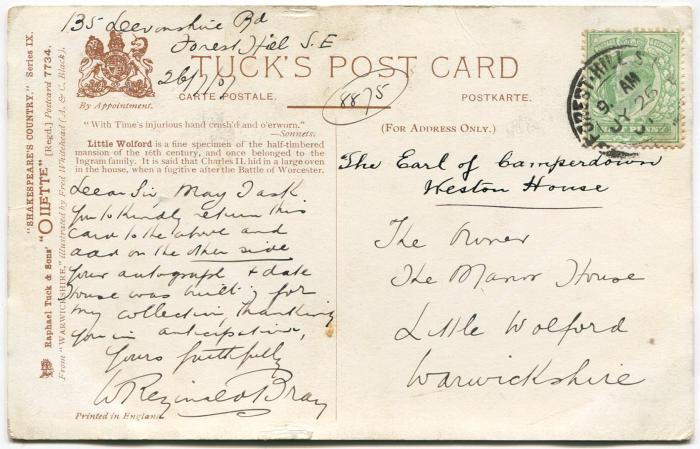 135 Devonshire Rd
Forest Hill S.E
26/7/07
TUCK'S POST CARD
CARTE POSTALE.
POSTKARTE.
8875
By Appointment.
"With Time's injurious hand crush'd and o'erworn."
—Sonnets.
Little Wolford is a fine specimen of the half-timbered
mansion of the 16th century, and once belonged to the
Ingram family. It is said that Charles II. hid in a large oven
in the house, when a fugitive after the Battle of Worcester.
Dear Sir May I ask
you to kindly return this
card to the above and
add on the other side
your autograph & date
house was built, for
my collection, thanking
you in anticipation,
Yours faithfully
W Reginald Bray
Printed in England.
(FOR ADDRESS ONLY.)
The Earl of Camperdown
Weston House
The Owner
The Manor House
Little Wolford
Warwickshire
FOREST-HILL S.E
9 AM
JY 26
Raphael Tuck & Sons' "OILETTE" [Regd.] Postcard 7734.
"SHAKESPEARE'S COUNTRY." Series IX.
From "WARWICKSHIRE," illustrated by Fred Whitehead (A. & C. Black).